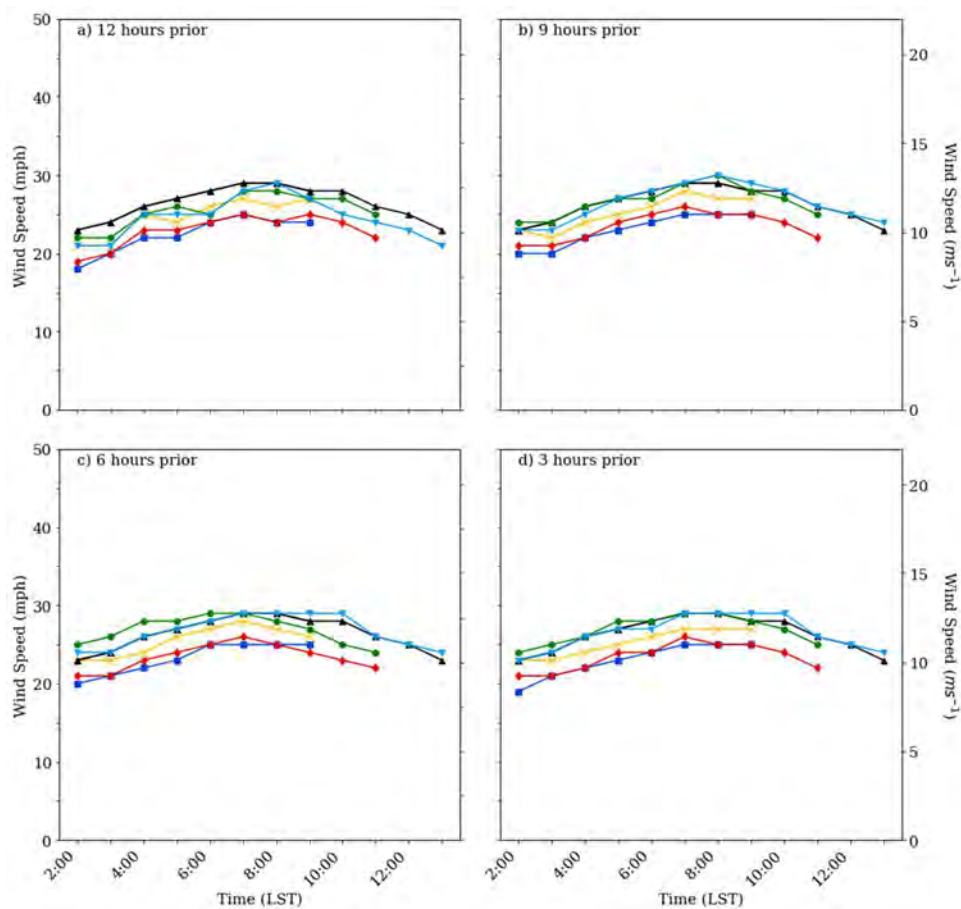 a) 12 hours prior
b) 9 hours prior
50
40
30
20
10
0
Wind Speed (mph)
20
15
10
5
0
Wind Speed (ms⁻¹)
c) 6 hours prior
d) 3 hours prior
50
40
30
20
10
0
Wind Speed (mph)
20
15
10
5
0
Wind Speed (ms⁻¹)
2:00 4:00 6:00 8:00 10:00 12:00
2:00 4:00 6:00 8:00 10:00 12:00
Time (LST)
Time (LST)